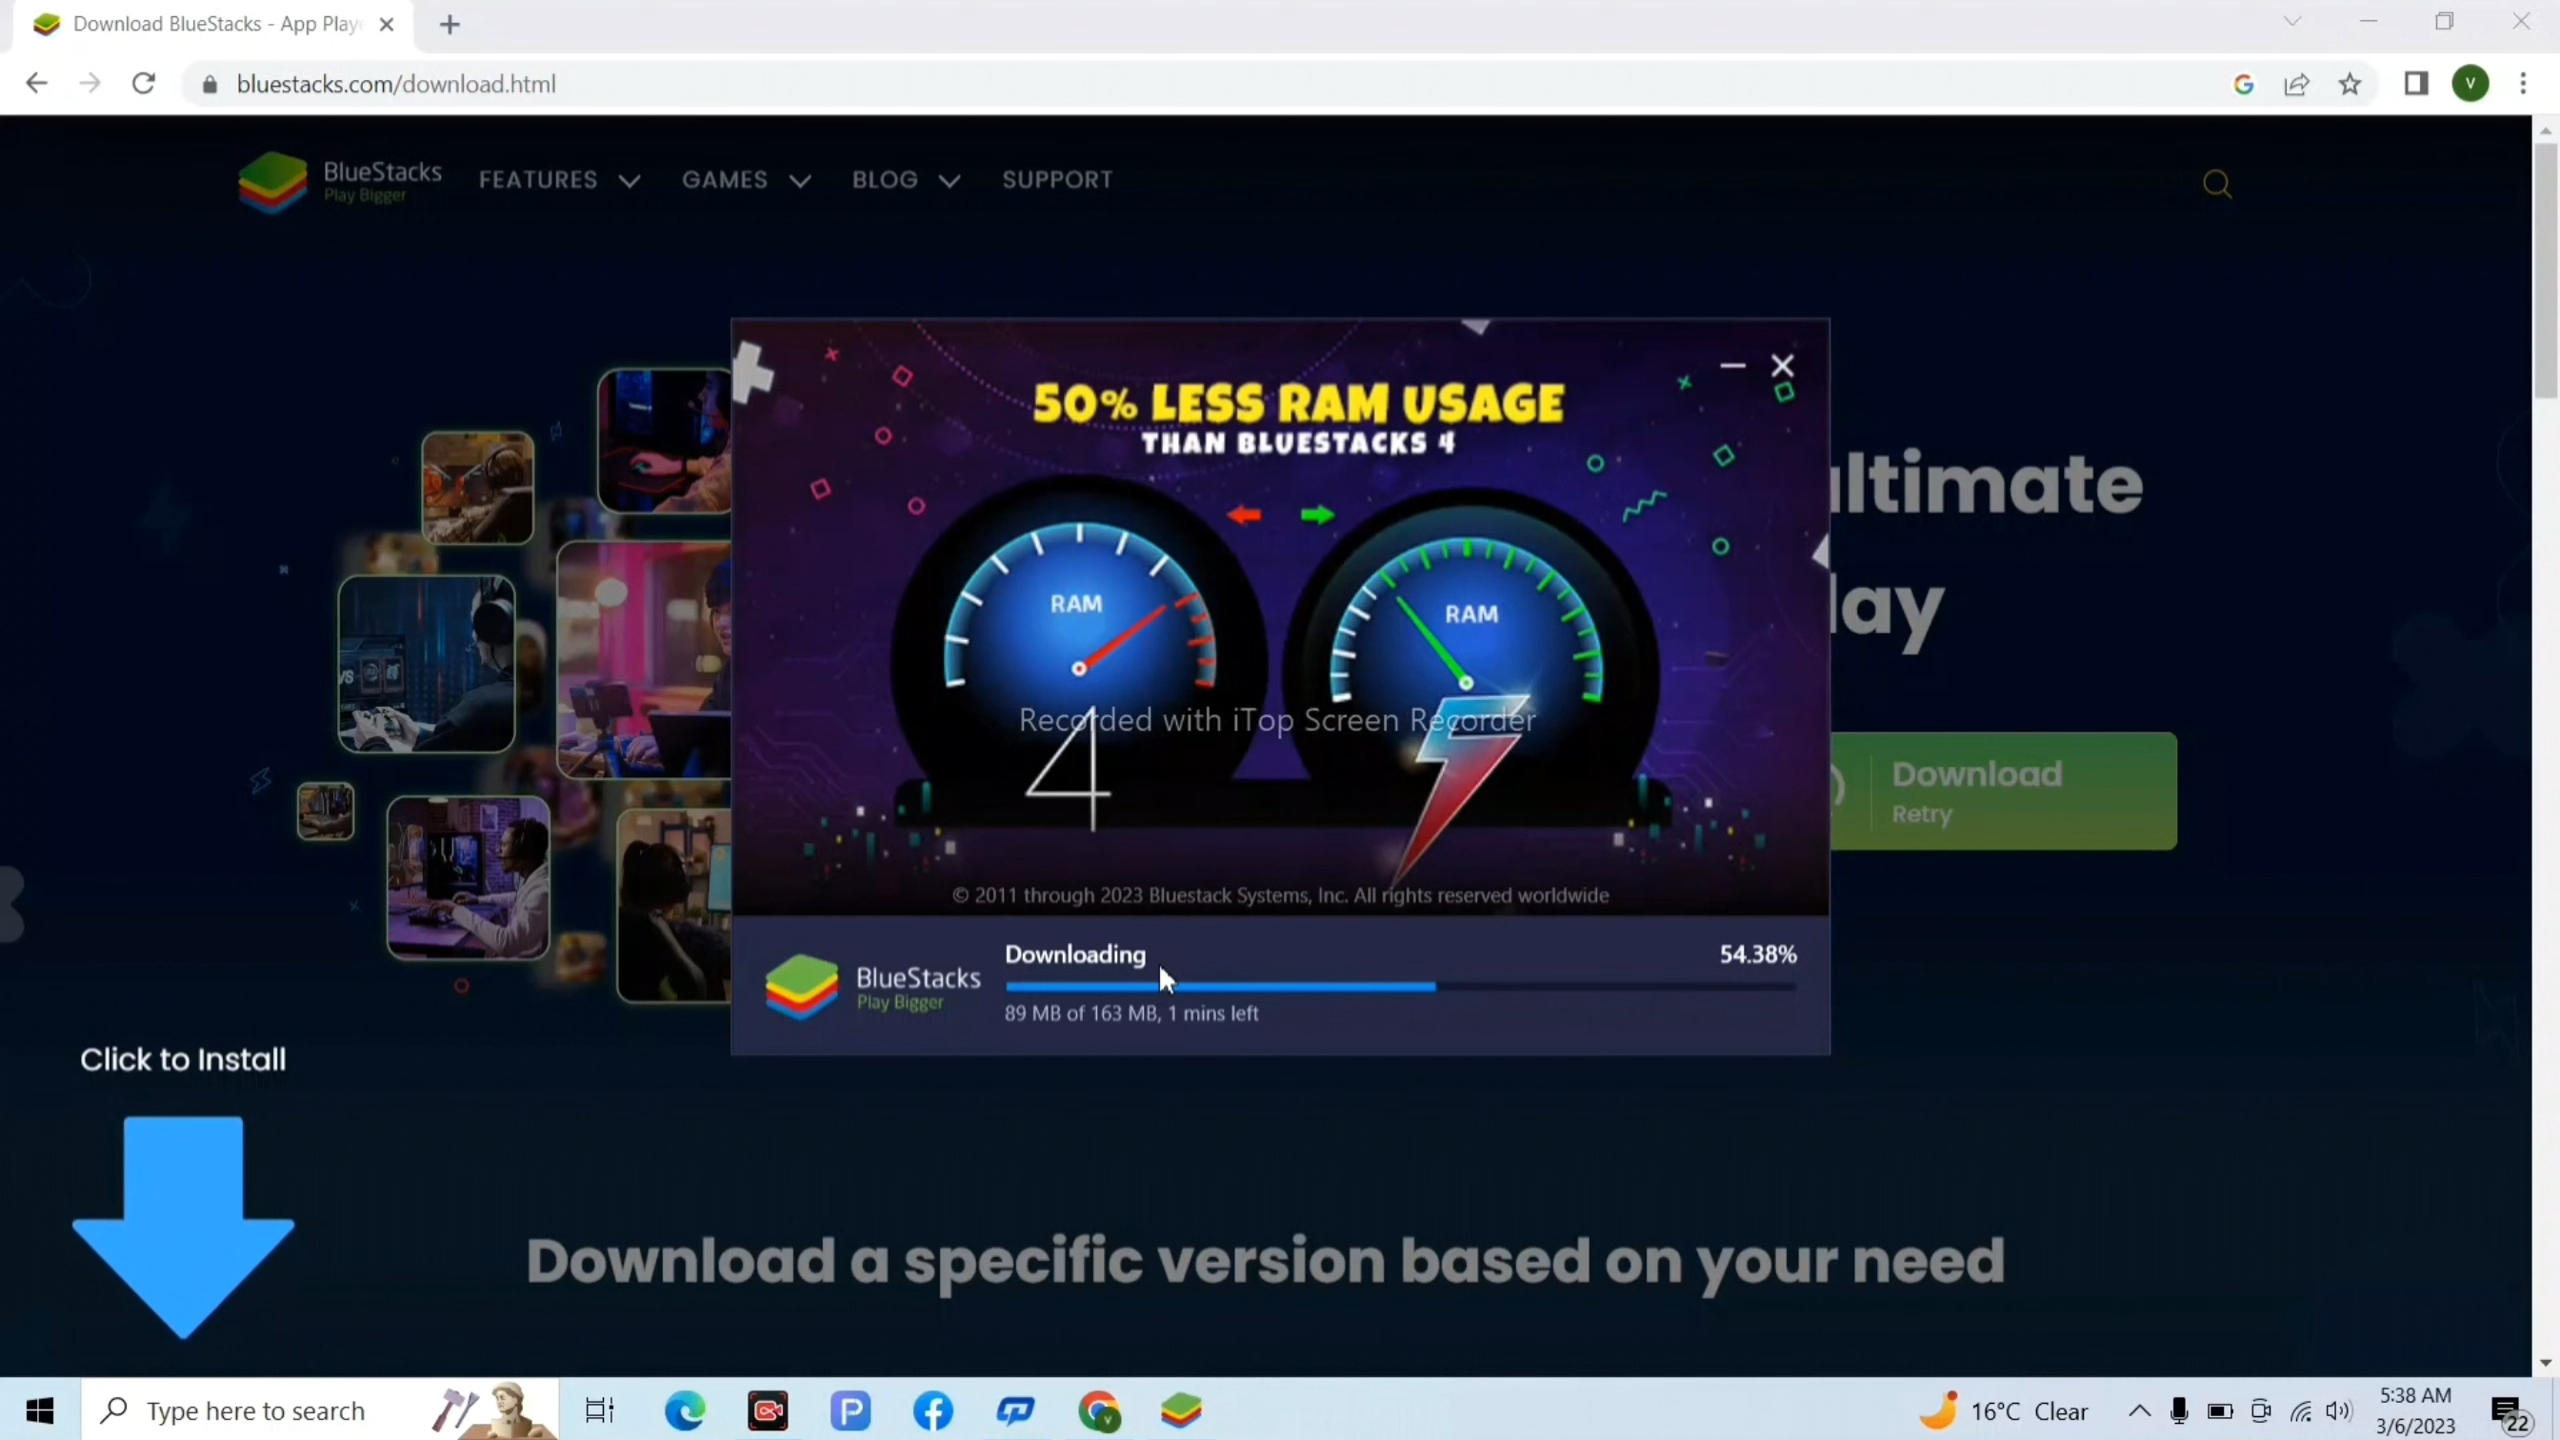 Download BlueStacks - App Playe
bluestacks.com/download.html
V
BlueStacks
Play Bigger
FEATURES
GAMES
BLOG
SUPPORT
50% LESS RAM USAGE
THAN BLUESTACKS 4
RAM
RAM
4
5
Recorded with iTop Screen Recorder
© 2011 through 2023 Bluestack Systems, Inc. All rights reserved worldwide
ltimate
lay
Download
Retry
VS
BlueStacks
Play Bigger
Downloading
54.38%
89 MB of 163 MB, 1 mins left
Click to Install
Download a specific version based on your need
Type here to search
16°C Clear
5:38 AM
3/6/2023
22